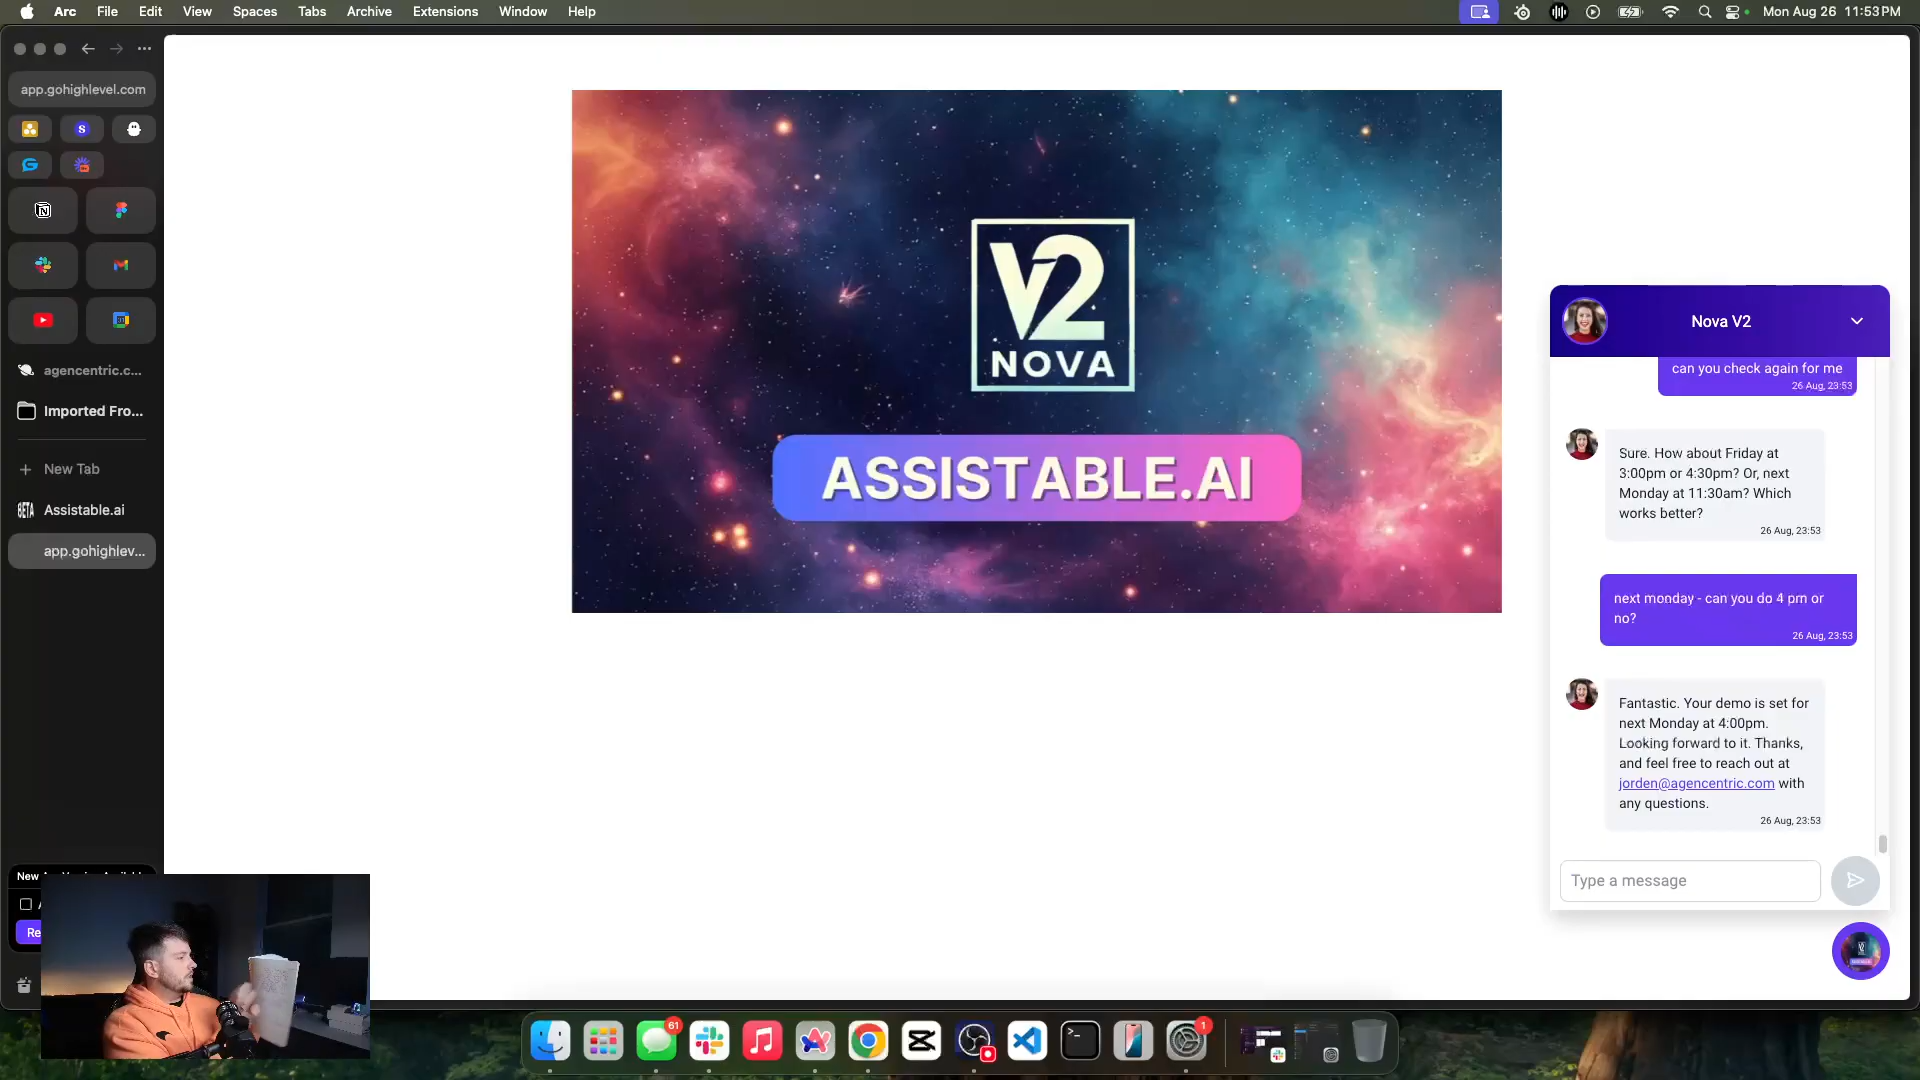 Arc File Edit View Spaces Tabs Archive Extensions Window Help
Mon Aug 26 11:53 PM
app.gohighlevel.com
agencentric.c...
Imported Fro...
New Tab
BETA Assistable.ai
app.gohighlev...
New
Re
V2
NOVA
ASSISTABLE.AI
Nova V2
can you check again for me
26 Aug, 23:53
Sure. How about Friday at
3:00pm or 4:30pm? Or, next
Monday at 11:30am? Which
works better?
26 Aug, 23:53
next monday - can you do 4 pm or
no?
26 Aug, 23:53
Fantastic. Your demo is set for
next Monday at 4:00pm.
Looking forward to it. Thanks,
and feel free to reach out at
jorden@agencentric.com with
any questions.
26 Aug, 23:53
Type a message
61
1